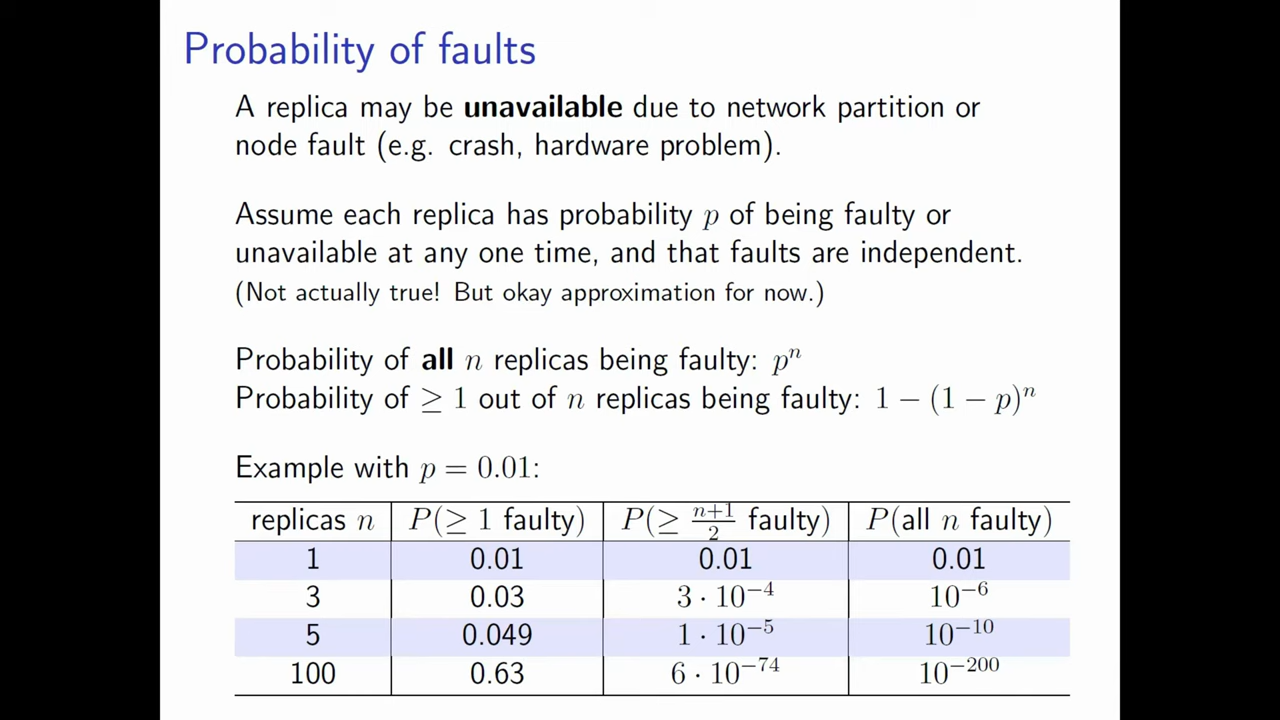 Probability of faults
A replica may be unavailable due to network partition or
node fault (e.g. crash, hardware problem).
Assume each replica has probability p of being faulty or
unavailable at any one time, and that faults are independent.
(Not actually true! But okay approximation for now.)
Probability of all n replicas being faulty: pⁿ
Probability of ≥ 1 out of n replicas being faulty: 1 − (1 − p)ⁿ
Example with p = 0.01:
replicas n P(≥ 1 faulty) P(≥ (n+1)/2 faulty) P(all n faulty)
1 0.01 0.01 0.01
3 0.03 3 · 10⁻⁴ 10⁻⁶
5 0.049 1 · 10⁻⁵ 10⁻¹⁰
100 0.63 6 · 10⁻⁷⁴ 10⁻²⁰⁰